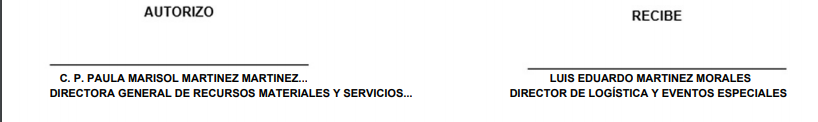 AUTORIZO
RECIBE
C. P. PAULA MARISOL MARTINEZ MARTINEZ...
DIRECTORA GENERAL DE RECURSOS MATERIALES Y SERVICIOS...
LUIS EDUARDO MARTINEZ MORALES
DIRECTOR DE LOGÍSTICA Y EVENTOS ESPECIALES